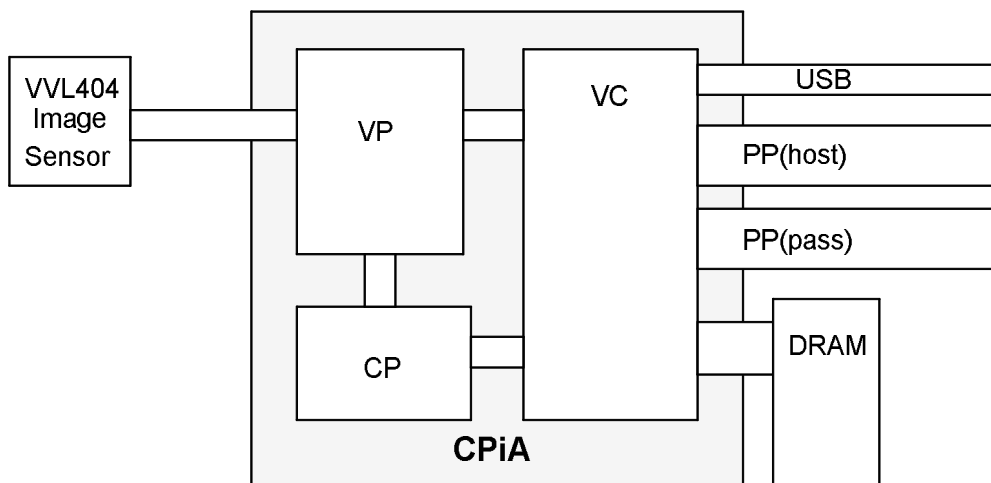 VVL404
Image
Sensor
VP
VC
USB
PP(host)
PP(pass)
CP
DRAM
CPiA